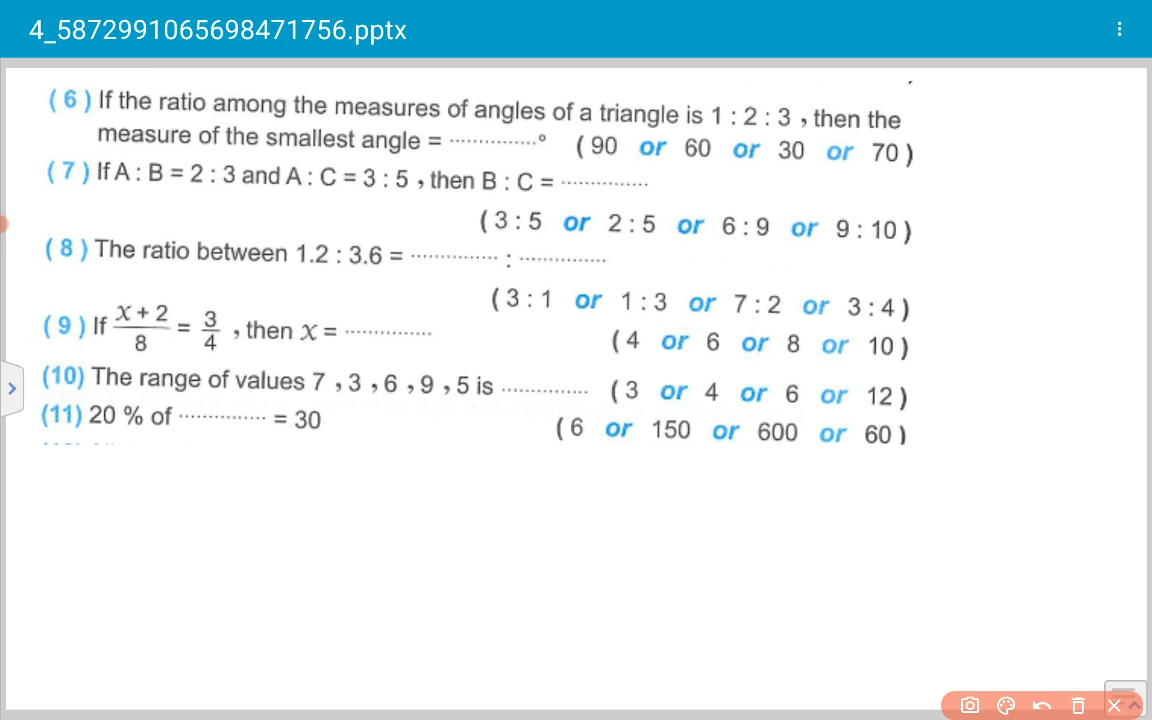 4_5872991065698471756.pptx
( 6 ) If the ratio among the measures of angles of a triangle is 1 : 2 : 3 , then the
measure of the smallest angle = ............... ° ( 90 or 60 or 30 or 70 )
( 7 ) If A : B = 2 : 3 and A : C = 3 : 5 , then B : C = ...............
( 3 : 5 or 2 : 5 or 6 : 9 or 9 : 10 )
( 8 ) The ratio between 1.2 : 3.6 = ............... : ...............
( 3 : 1 or 1 : 3 or 7 : 2 or 3 : 4 )
( 9 ) If (x + 2)/8 = 3/4 , then x = ...............
( 4 or 6 or 8 or 10 )
(10) The range of values 7 , 3 , 6 , 9 , 5 is ............... ( 3 or 4 or 6 or 12 )
(11) 20 % of ............... = 30
( 6 or 150 or 600 or 60 )